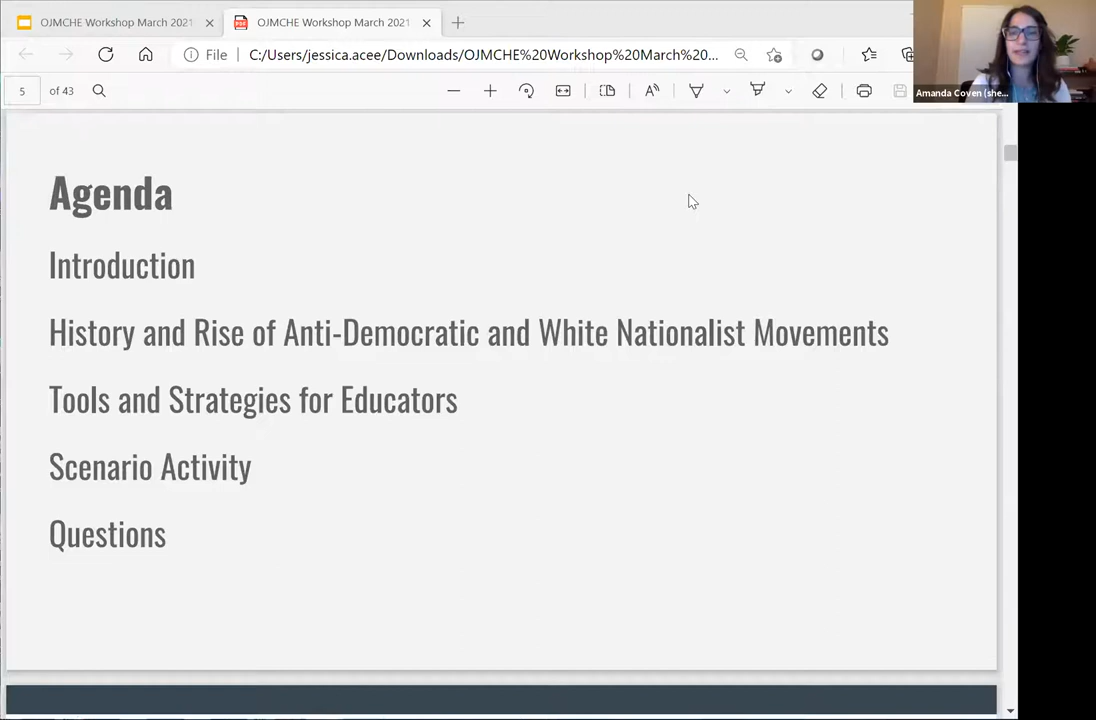 OJMCHE Workshop March 2021
OJMCHE Workshop March 2021
File
C:/Users/jessica.acee/Downloads/OJMCHE%20Workshop%20March%20...
5
of 43
Amanda Coven (she...
Agenda
Introduction
History and Rise of Anti-Democratic and White Nationalist Movements
Tools and Strategies for Educators
Scenario Activity
Questions